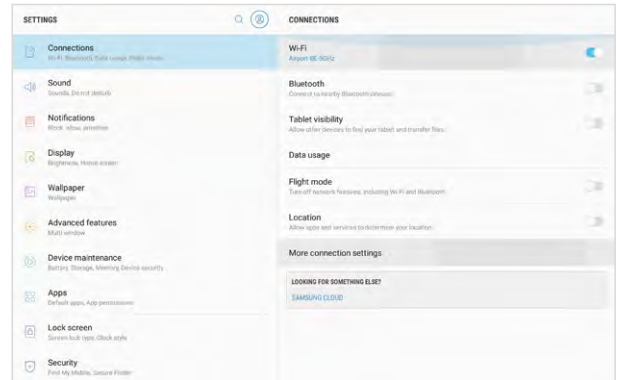 SETTINGS
Connections
Wi-Fi, Bluetooth, Data usage, Flight mode
Sound
Sounds, Do not disturb
Notifications
Block, allow, prioritise
Display
Brightness, Home screen
Wallpaper
Wallpaper
Advanced features
Multi window
Device maintenance
Battery, Storage, Memory, Device security
Apps
Default apps, App permissions
Lock screen
Screen lock type, Clock style
Security
Find My Mobile, Secure Folder
CONNECTIONS
Wi-Fi
Bluetooth
Connect to nearby Bluetooth devices.
Tablet visibility
Allow other devices to find your tablet and transfer files.
Data usage
Flight mode
Turn off network features, including Wi-Fi and Bluetooth.
Location
Allow apps and services to determine your location.
More connection settings
LOOKING FOR SOMETHING ELSE?
SAMSUNG CLOUD